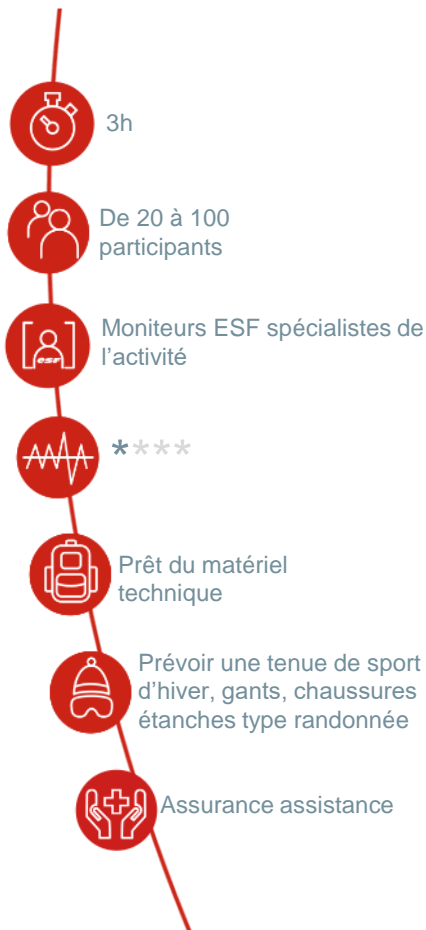 3h
De 20 à 100
participants
Moniteurs ESF spécialistes de
l’activité
esf
****
Prêt du matériel
technique
Prévoir une tenue de sport
d’hiver, gants, chaussures
étanches type randonnée
Assurance assistance